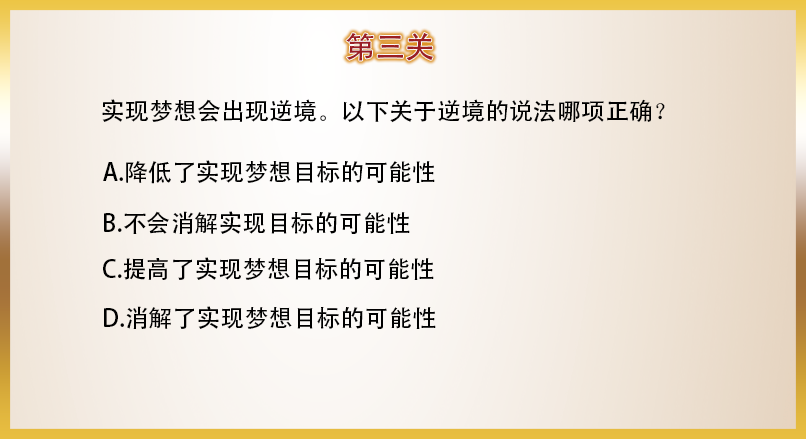 第三关
实现梦想会出现逆境。以下关于逆境的说法哪项正确？
A.降低了实现梦想目标的可能性
B.不会消解实现目标的可能性
C.提高了实现梦想目标的可能性
D.消解了实现梦想目标的可能性